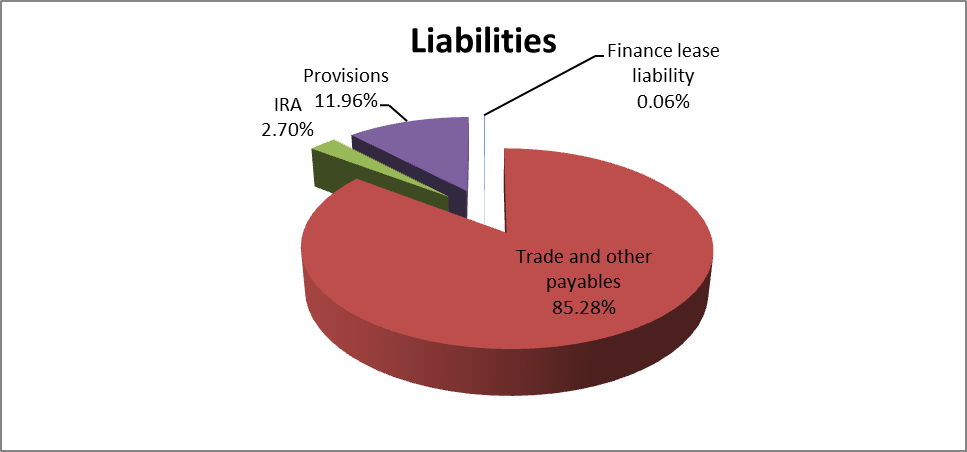 Liabilities
Finance lease
liability
0.06%
Provisions
11.96%
IRA
2.70%
Trade and other
payables
85.28%